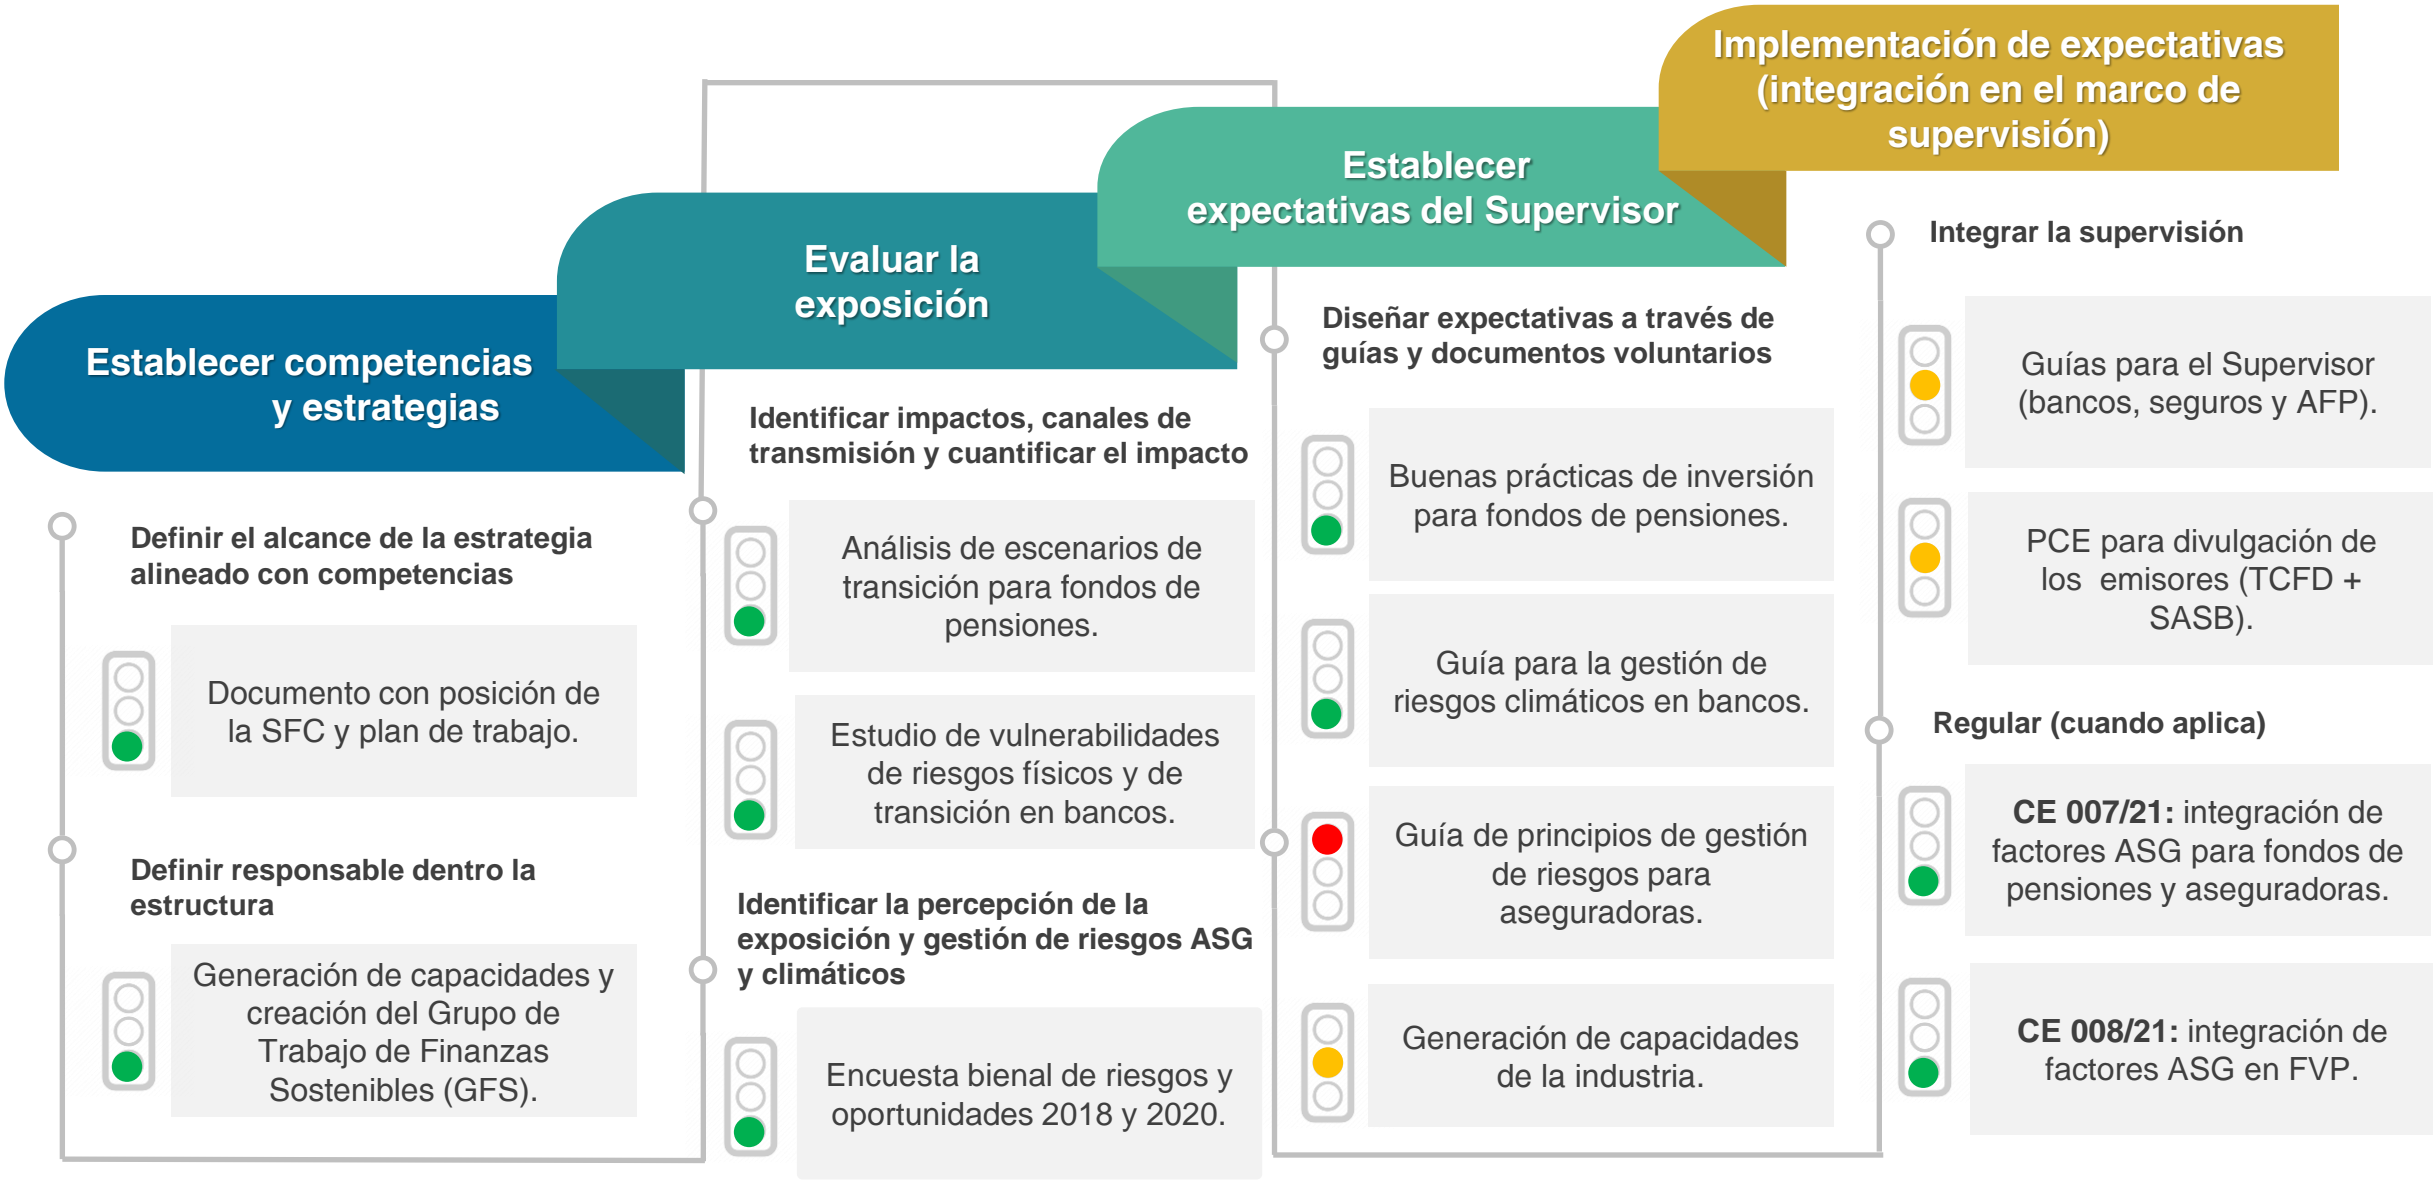 Establecer competencias
y estrategias
Definir el alcance de la estrategia
alineado con competencias
Documento con posición de
la SFC y plan de trabajo.
Definir responsable dentro la
estructura
Generación de capacidades y
creación del Grupo de
Trabajo de Finanzas
Sostenibles (GFS).
Evaluar la
exposición
Identificar impactos, canales de
transmisión y cuantificar el impacto
Análisis de escenarios de
transición para fondos de
pensiones.
Estudio de vulnerabilidades
de riesgos físicos y de
transición en bancos.
Identificar la percepción de la
exposición y gestión de riesgos ASG
y climáticos
Encuesta bienal de riesgos y
oportunidades 2018 y 2020.
Establecer
expectativas del Supervisor
Diseñar expectativas a través de
guías y documentos voluntarios
Buenas prácticas de inversión
para fondos de pensiones.
Guía para la gestión de
riesgos climáticos en bancos.
Guía de principios de gestión
de riesgos para
aseguradoras.
Generación de capacidades
de la industria.
Implementación de expectativas
(integración en el marco de
supervisión)
Integrar la supervisión
Guías para el Supervisor
(bancos, seguros y AFP).
PCE para divulgación de
los  emisores (TCFD +
SASB).
Regular (cuando aplica)
CE 007/21: integración de
factores ASG para fondos de
pensiones y aseguradoras.
CE 008/21: integración de
factores ASG en FVP.